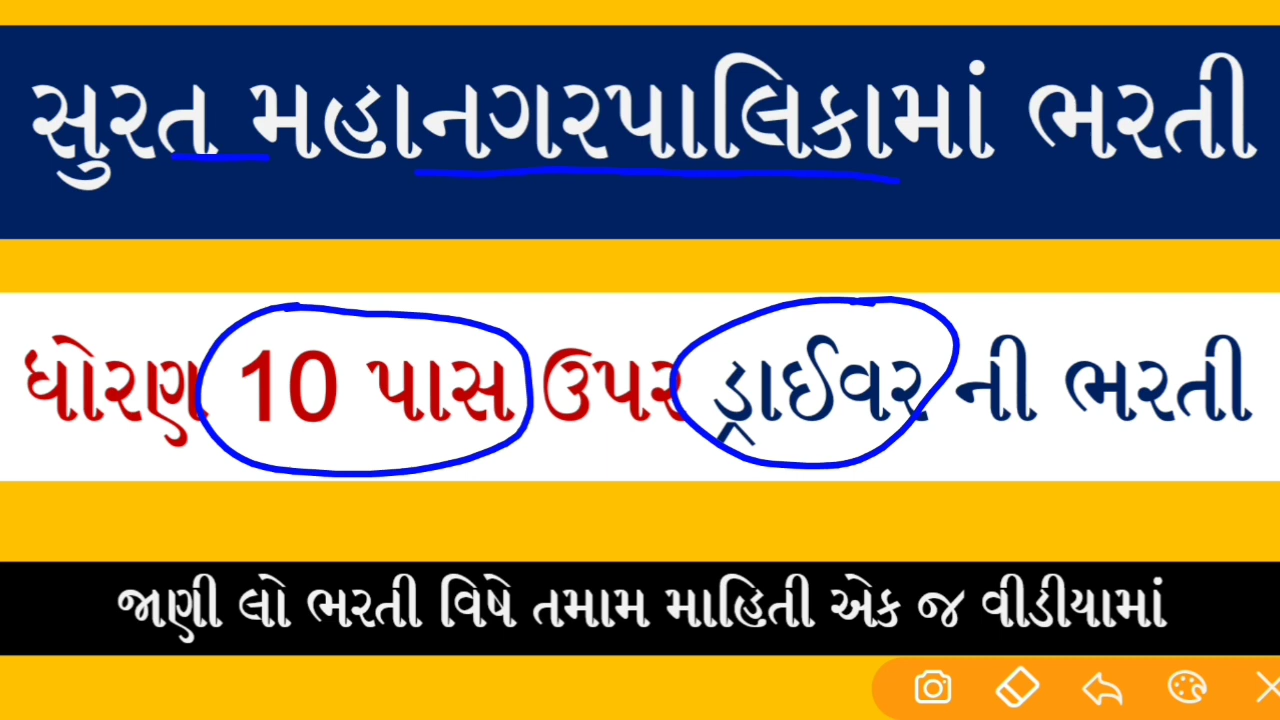 સુરત મહાનગરપાલિકામાં ભરતી
ધોરણ 10 પાસ ઉપર ડ્રાઈવર ની ભરતી
જાણી લો ભરતી વિષે તમામ માહિતી એક જ વીડીયામાં